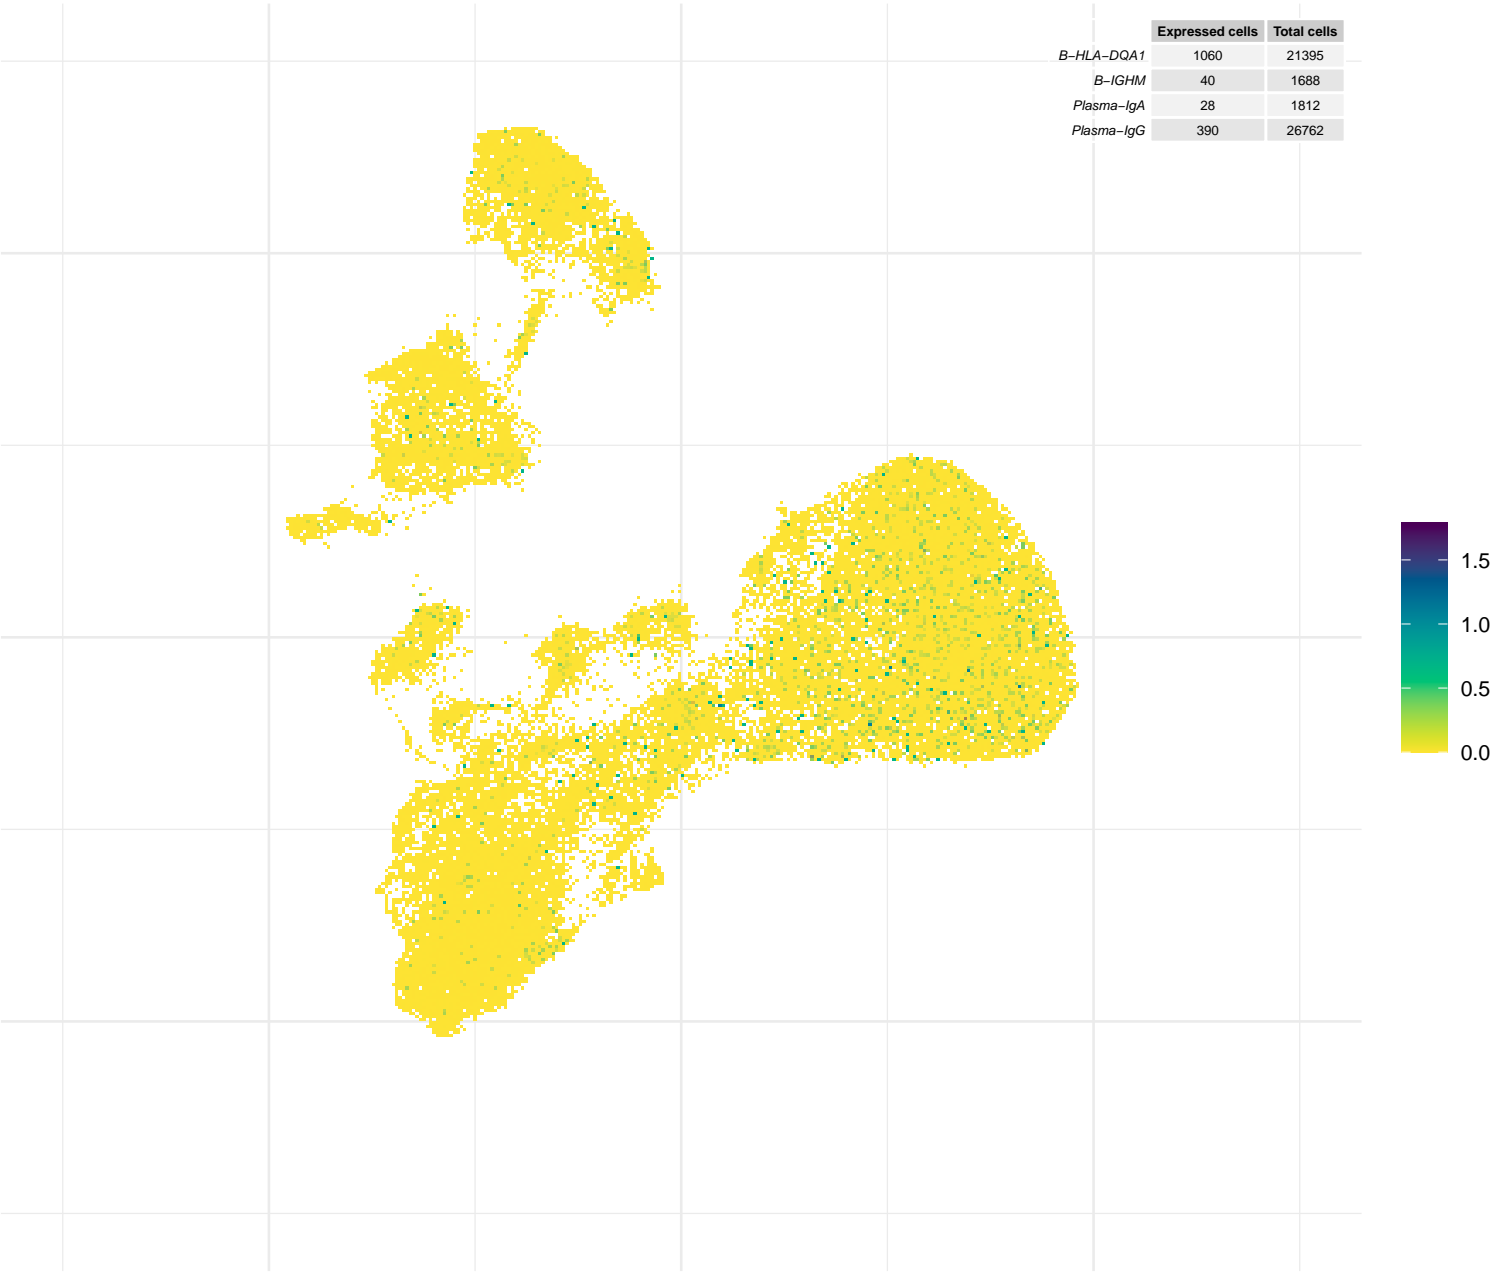 Expressed cells Total cells
B−HLA−DQA1 1060 21395
B−IGHM 40 1688
Plasma−IgA 28 1812
Plasma−IgG 390 26762
1.5
1.0
0.5
0.0